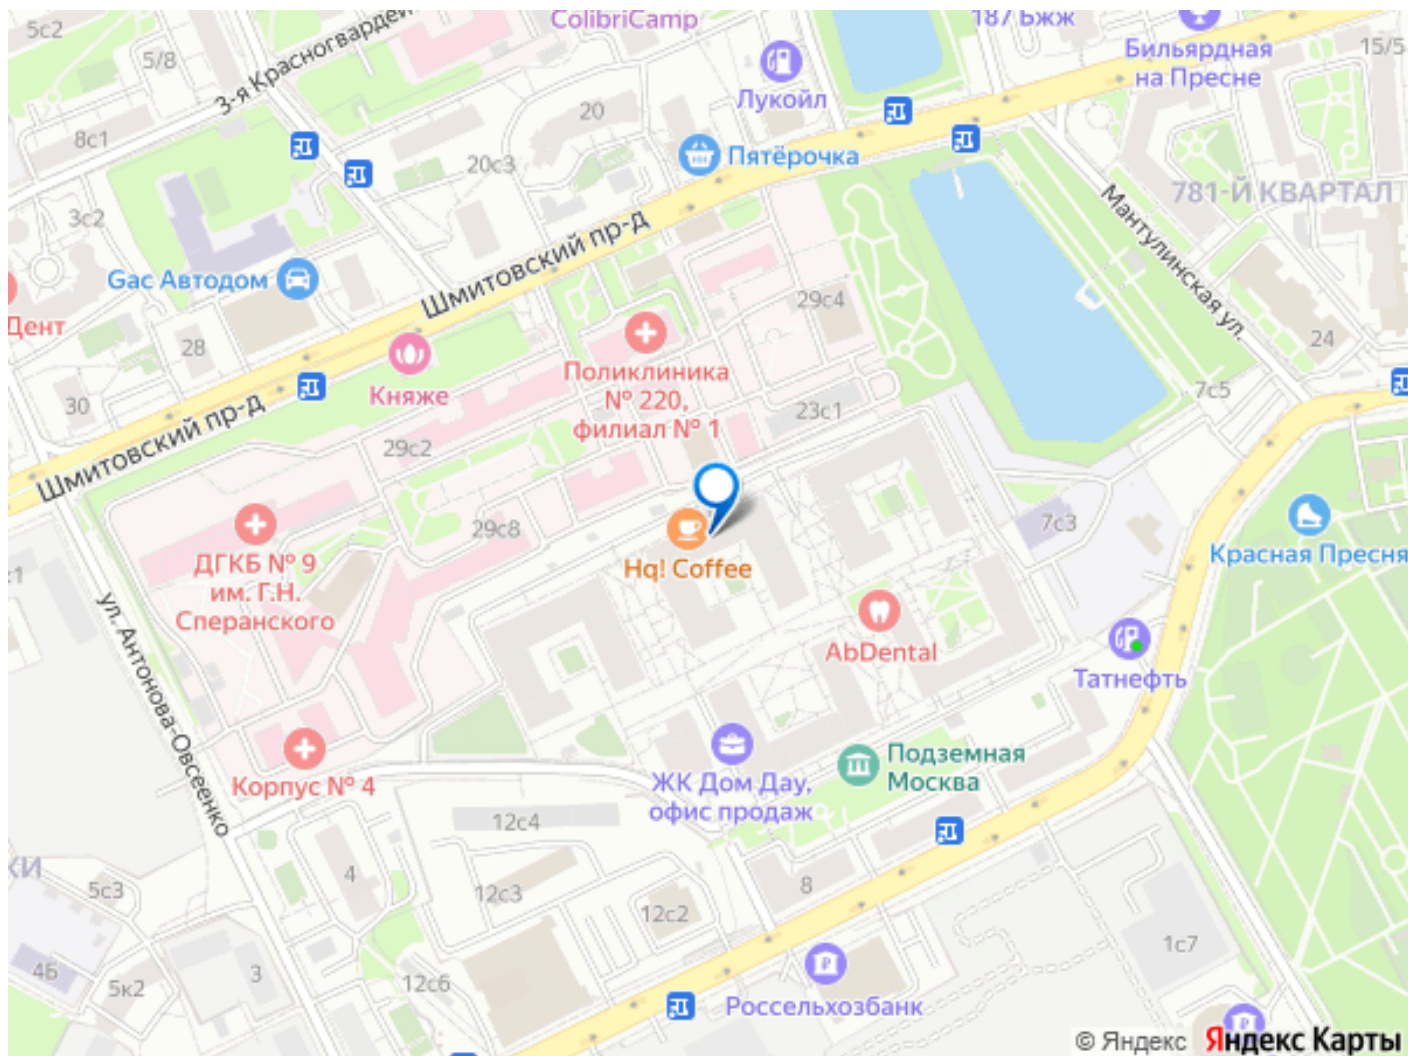 5с2
5/8
3-я Красногвардей
ColibriCamp
187 Бжж
Бильярдная
на Пресне
15/5
Лукойл
8с1
20
20с3
Пятёрочка
3с2
781-Й КВАРТАЛ
Мантулинская ул.
Шмитовский пр-д
Gac Автодом
Дент
28
29с4
24
Поликлиника
№ 220,
филиал № 1
Княже
30
7с5
23с1
Шмитовский пр-д
29с2
29с8
ДГКБ № 9
им. Г.Н.
Сперанского
Hq! Coffee
7с3
Красная Пресня
ул. Антонова-Овсеенко
AbDental
Татнефть
Корпус № 4
ЖК Дом Дау,
офис продаж
Подземная
Москва
12с4
КИ
5с3
4
12с3
12с2
8
1с7
4Б
5к2
3
12с6
Россельхозбанк
© Яндекс Яндекс Карты